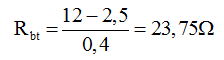 R_bt = (12 − 2,5) / 0,4 = 23,75Ω